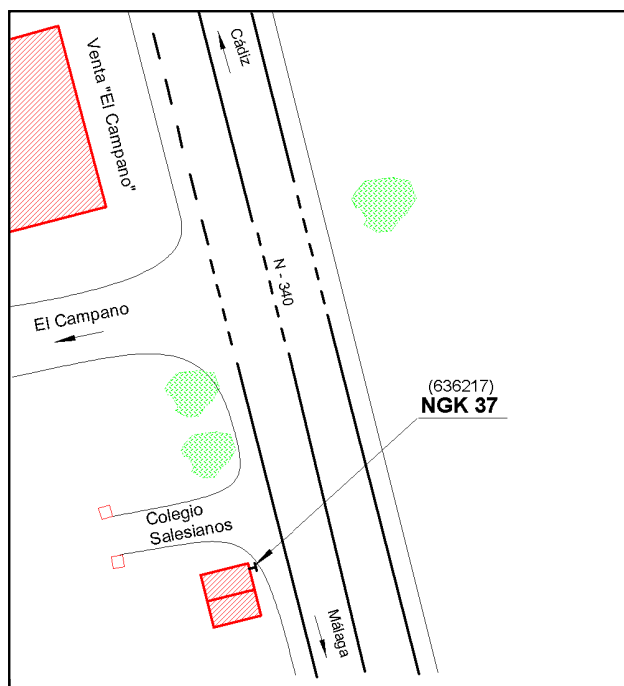 Cádiz
Venta "El Campano"
N - 340
El Campano
(636217)
NGK 37
Colegio
Salesianos
Málaga